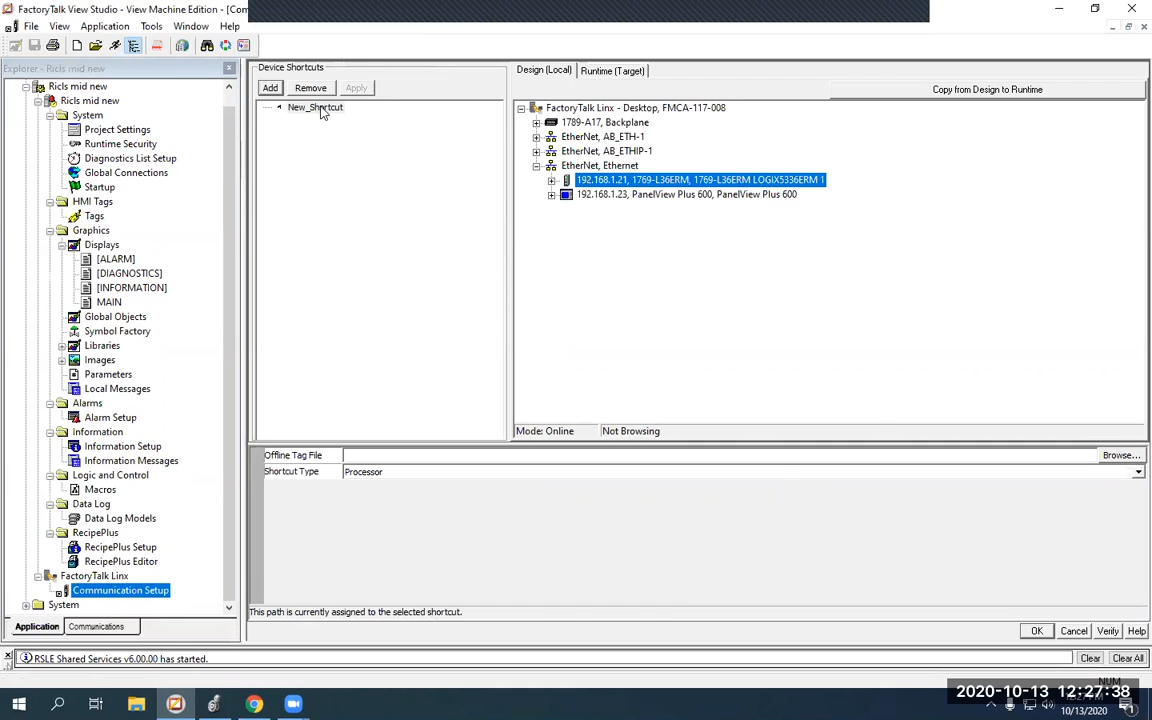 FactoryTalk View Studio - View Machine Edition - [Com
File View Application Tools Window Help
Explorer - Ricls mid new
Ricls mid new
Ricls mid new
System
Project Settings
Runtime Security
Diagnostics List Setup
Global Connections
Startup
HMI Tags
Tags
Graphics
Displays
[ALARM]
[DIAGNOSTICS]
[INFORMATION]
MAIN
Global Objects
Symbol Factory
Libraries
Images
Parameters
Local Messages
Alarms
Alarm Setup
Information
Information Setup
Information Messages
Logic and Control
Macros
Data Log
Data Log Models
RecipePlus
RecipePlus Setup
RecipePlus Editor
FactoryTalk Linx
Communication Setup
System
Application Communications
Device Shortcuts
Add Remove Apply
New_Shortcut
Design (Local) Runtime (Target)
Copy from Design to Runtime
FactoryTalk Linx - Desktop, FMCA-117-008
1789-A17, Backplane
EtherNet, AB_ETH-1
EtherNet, AB_ETHIP-1
EtherNet, Ethernet
192.168.1.21, 1769-L36ERM, 1769-L36ERM LOGIX5336ERM 1
192.168.1.23, PanelView Plus 600, PanelView Plus 600
Mode: Online Not Browsing
Offline Tag File Browse...
Shortcut Type Processor
This path is currently assigned to the selected shortcut.
OK Cancel Verify Help
RSLE Shared Services v6.00.00 has started. Clear Clear All
NUM
2020-10-13 12:27:38
10/13/2020